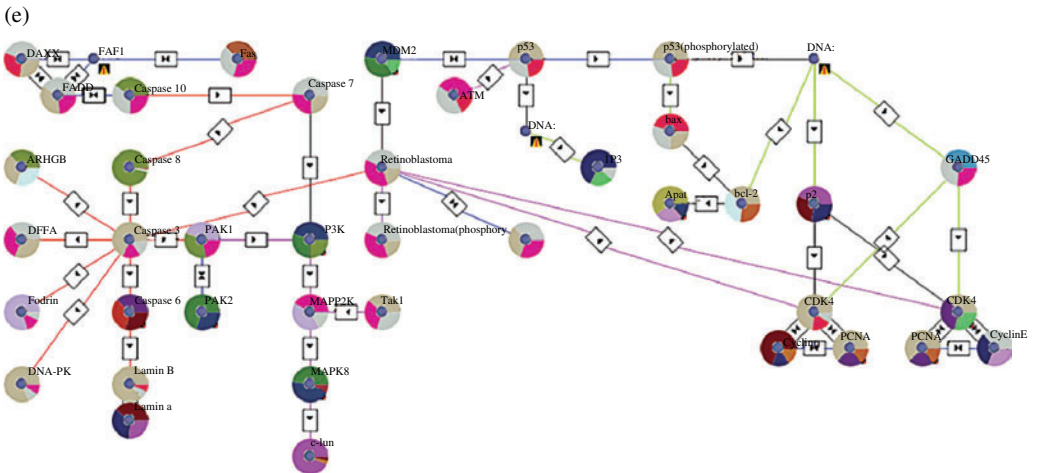 (e)
DAXX
FAF1
Fas
MDM2
p53
p53(phosphorylated)
DNA:
FADD
Caspase 10
Caspase 7
ATM
bax
DNA:
ARHGB
Caspase 8
Retinoblastoma
1P3
GADD45
Apat
bcl-2
p2
DFFA
Caspase 3
PAK1
P3K
Retinoblastoma(phosphory
Fodrin
Caspase 6
PAK2
MAPP2K
Tak1
CDK4
CDK4
PCNA
PCNA
CyclinE
DNA-PK
Lamin B
MAPK8
Lamin a
c-lun